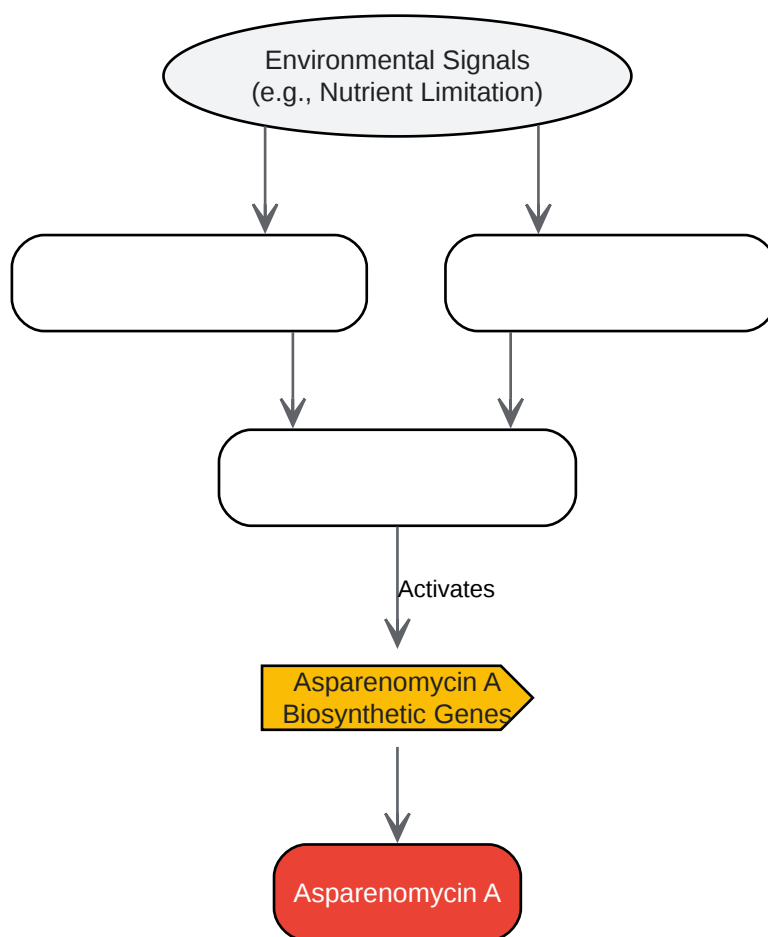 Environmental Signals
(e.g., Nutrient Limitation)
Activates
Asparenomycin A
Biosynthetic Genes
Asparenomycin A